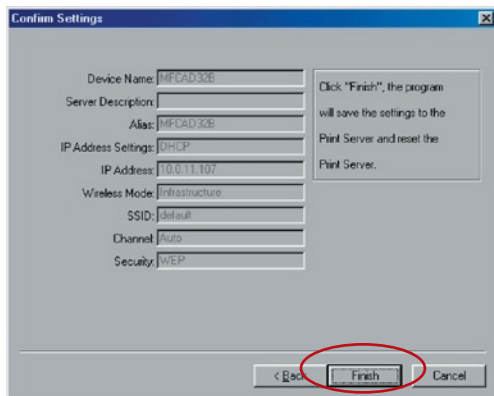 Confirm Settings
Device Name: MFCAD32B
Server Description:
Alias: MFCAD32B
IP Address Settings: DHCP
IP Address: 10.0.11.107
Wireless Mode: Infrastructure
SSID: default
Channel: Auto
Security: WEP
Click "Finish", the program
will save the settings to the
Print Server and reset the
Print Server.
< Back
Finish
Cancel